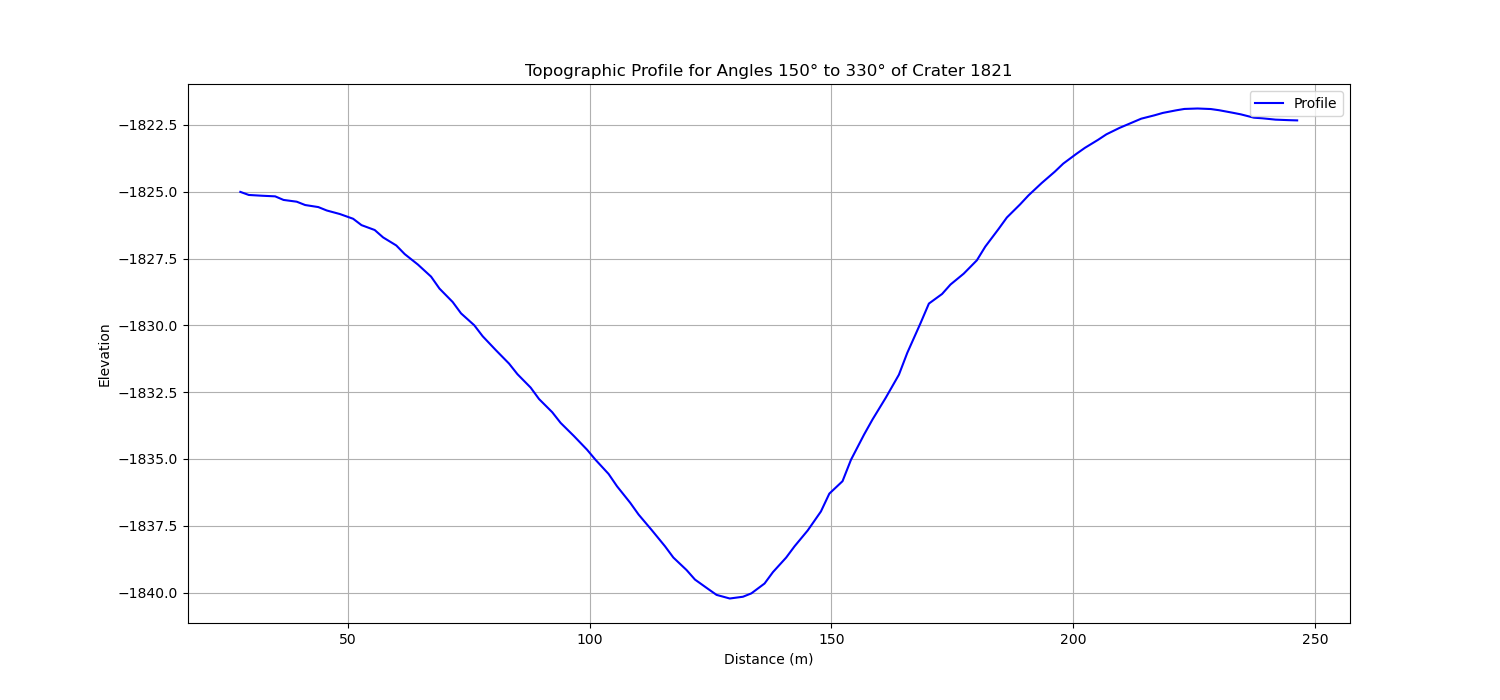 Topographic Profile for Angles 150° to 330° of Crater 1821
Profile
Elevation
−1822.5
−1825.0
−1827.5
−1830.0
−1832.5
−1835.0
−1837.5
−1840.0
50 100 150 200 250
Distance (m)